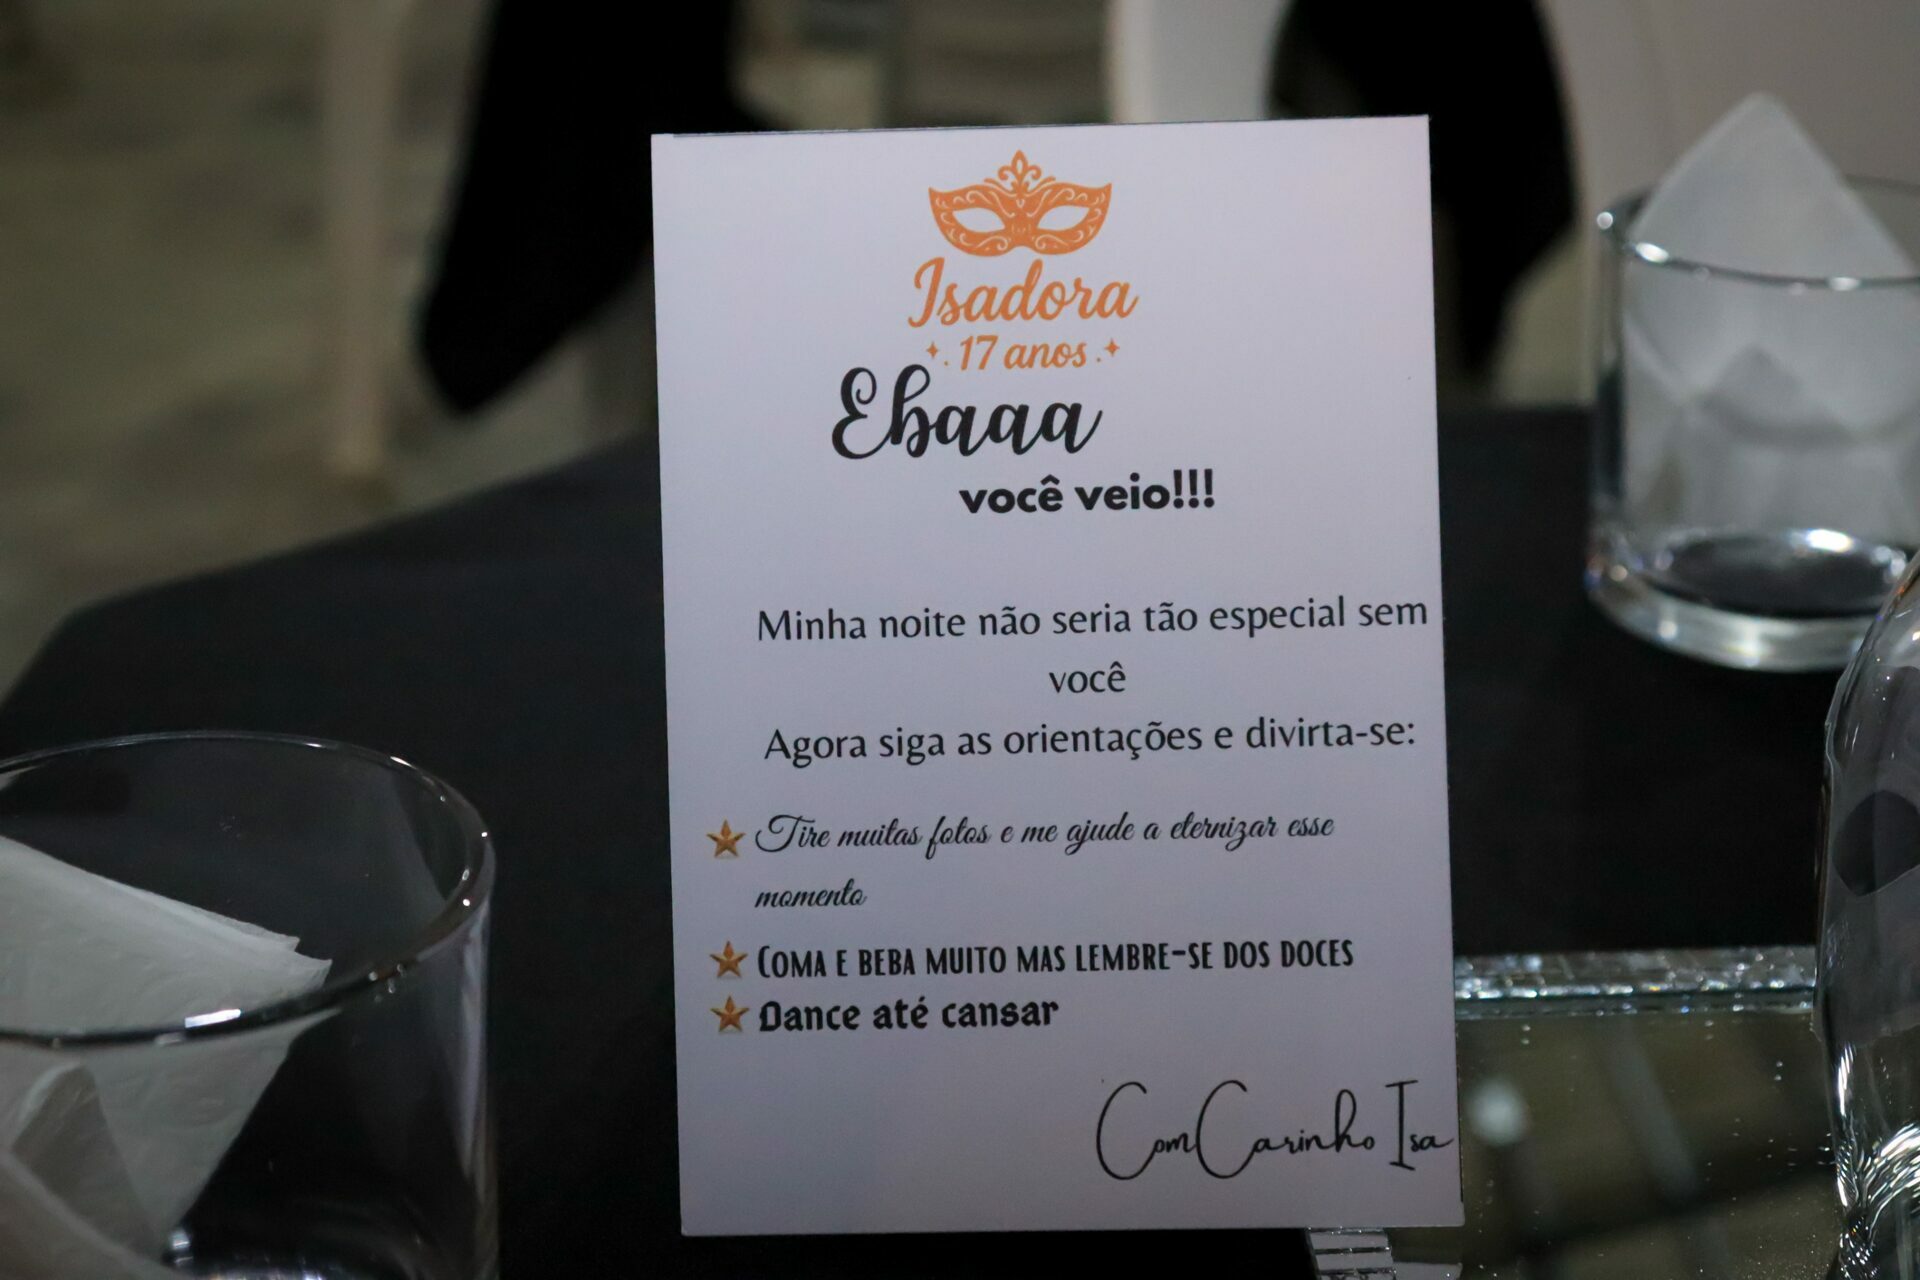 Isadora
17 anos
Ebaaa
você veio!!!
Minha noite não seria tão especial sem
você
Agora siga as orientações e divirta-se:
Tire muitas fotos e me ajude a eternizar esse
momento
COMA E BEBA MUITO MAS LEMBRE-SE DOS DOCES
Dance até cansar
Com Carinho Isa